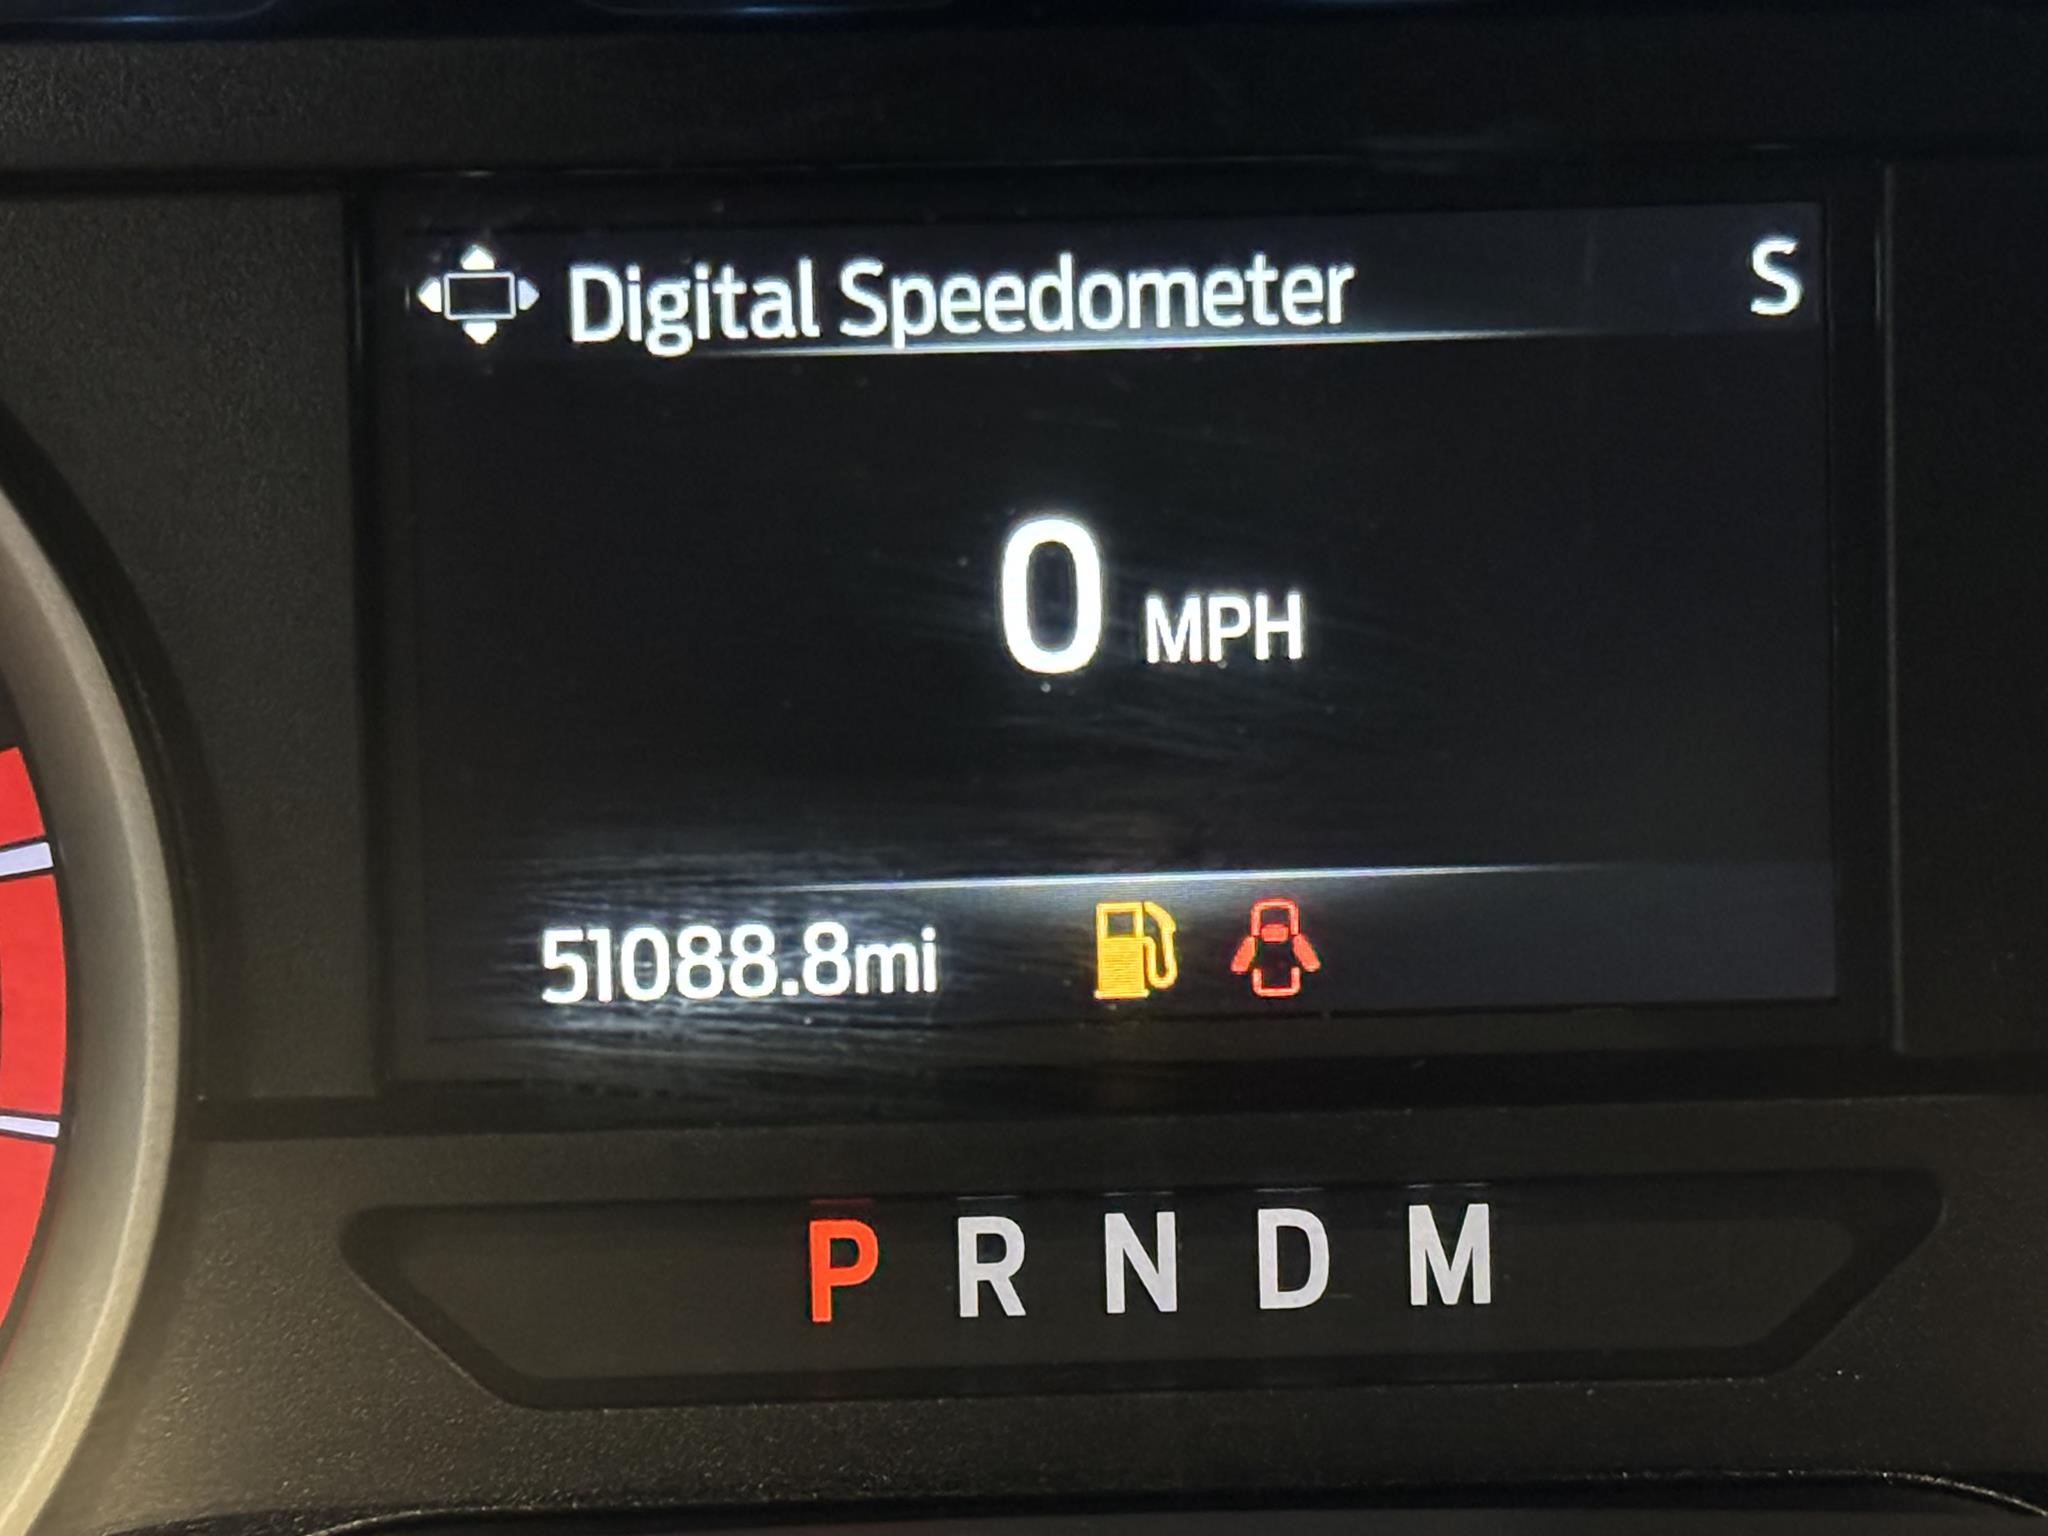 Digital Speedometer S
0 MPH
51088.8mi
P R N D M